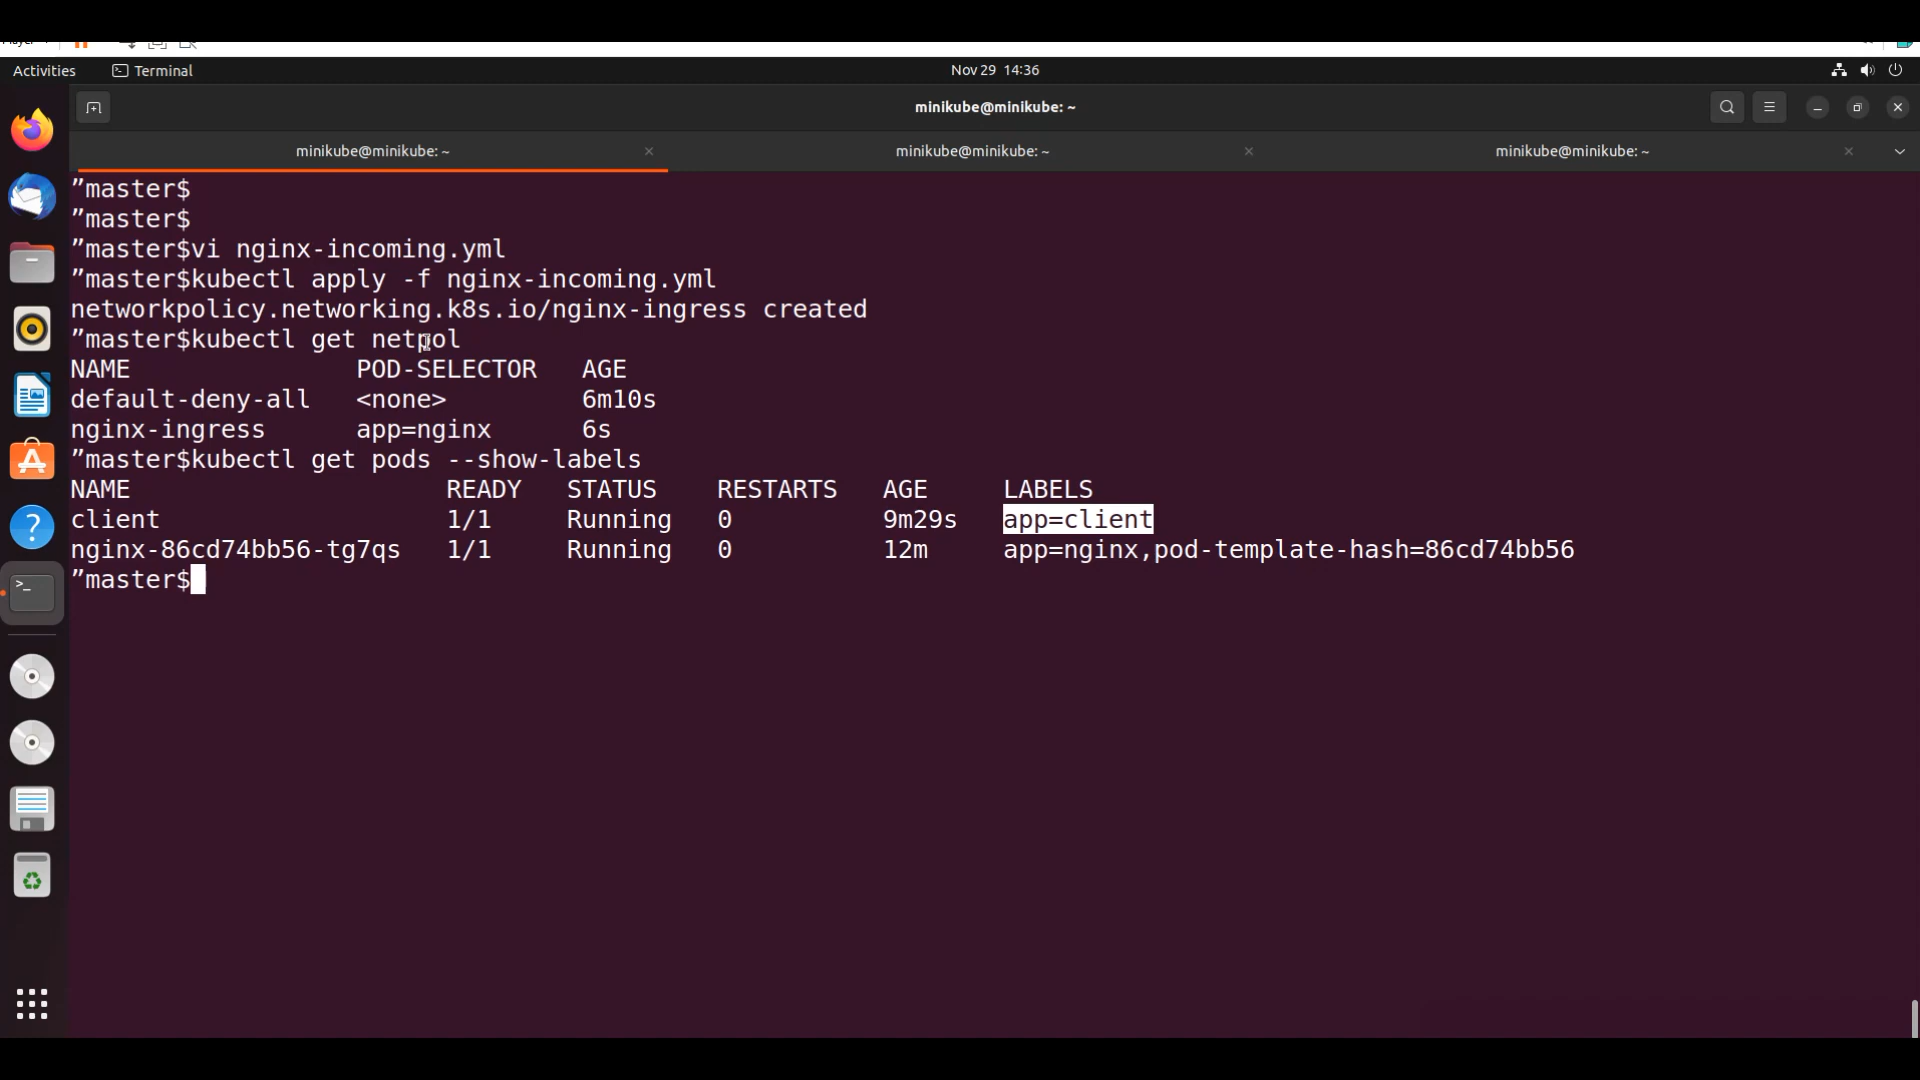 Activities Terminal Nov 29 14:36
minikube@minikube: ~
minikube@minikube: ~ minikube@minikube: ~ minikube@minikube: ~
”master$
”master$
”master$vi nginx-incoming.yml
”master$kubectl apply -f nginx-incoming.yml
networkpolicy.networking.k8s.io/nginx-ingress created
”master$kubectl get netpol
NAME POD-SELECTOR AGE
default-deny-all <none> 6m10s
nginx-ingress app=nginx 6s
”master$kubectl get pods --show-labels
NAME READY STATUS RESTARTS AGE LABELS
client 1/1 Running 0 9m29s app=client
nginx-86cd74bb56-tg7qs 1/1 Running 0 12m app=nginx,pod-template-hash=86cd74bb56
”master$